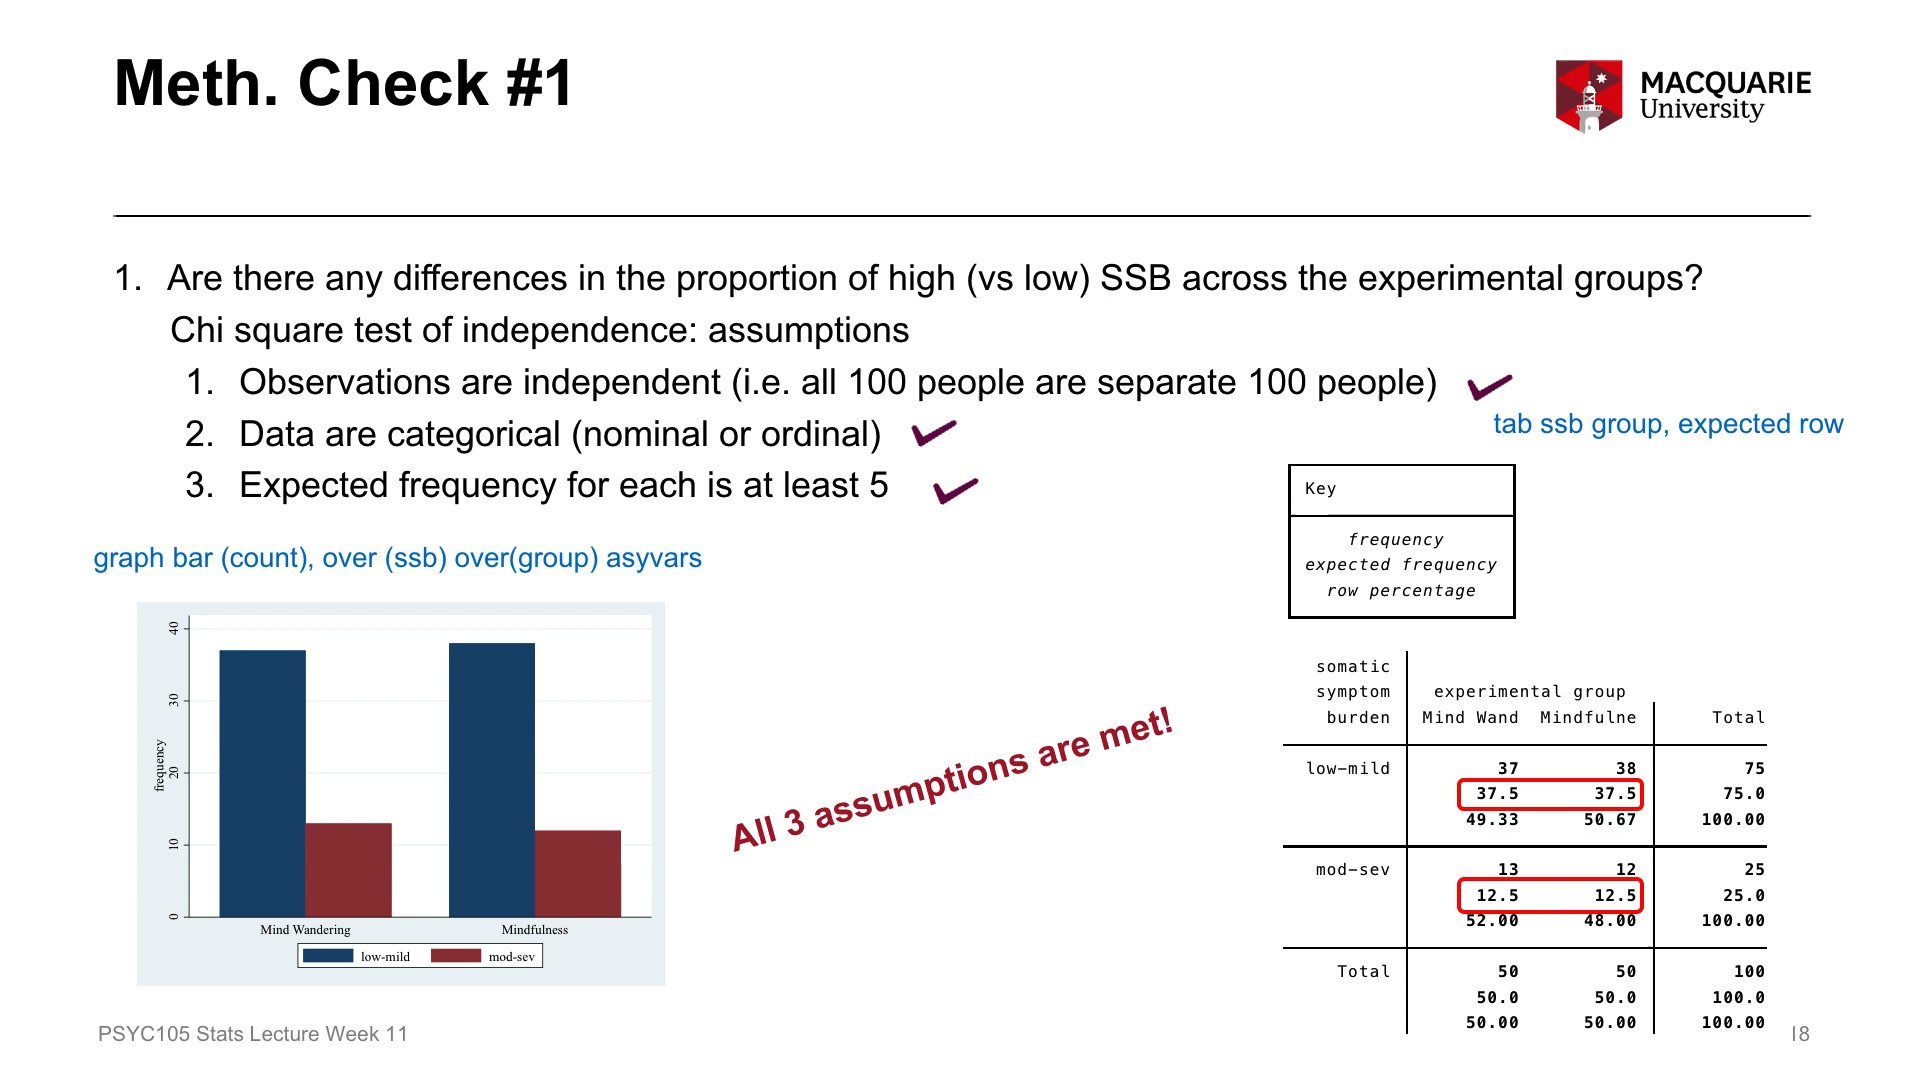 Meth. Check #1
MACQUARIE
University
1. Are there any differences in the proportion of high (vs low) SSB across the experimental groups?
Chi square test of independence: assumptions
1. Observations are independent (i.e. all 100 people are separate 100 people)
2. Data are categorical (nominal or ordinal)
3. Expected frequency for each is at least 5
tab ssb group, expected row
graph bar (count), over (ssb) over(group) asyvars
frequency
0
10
20
30
40
Mind Wandering Mindfulness
low-mild mod-sev
All 3 assumptions are met!
Key
frequency
expected frequency
row percentage
somatic
symptom experimental group
burden Mind Wand Mindfulne Total
low-mild 37 38 75
37.5 37.5 75.0
49.33 50.67 100.00
mod-sev 13 12 25
12.5 12.5 25.0
52.00 48.00 100.00
Total 50 50 100
50.0 50.0 100.0
50.00 50.00 100.00
PSYC105 Stats Lecture Week 11
18